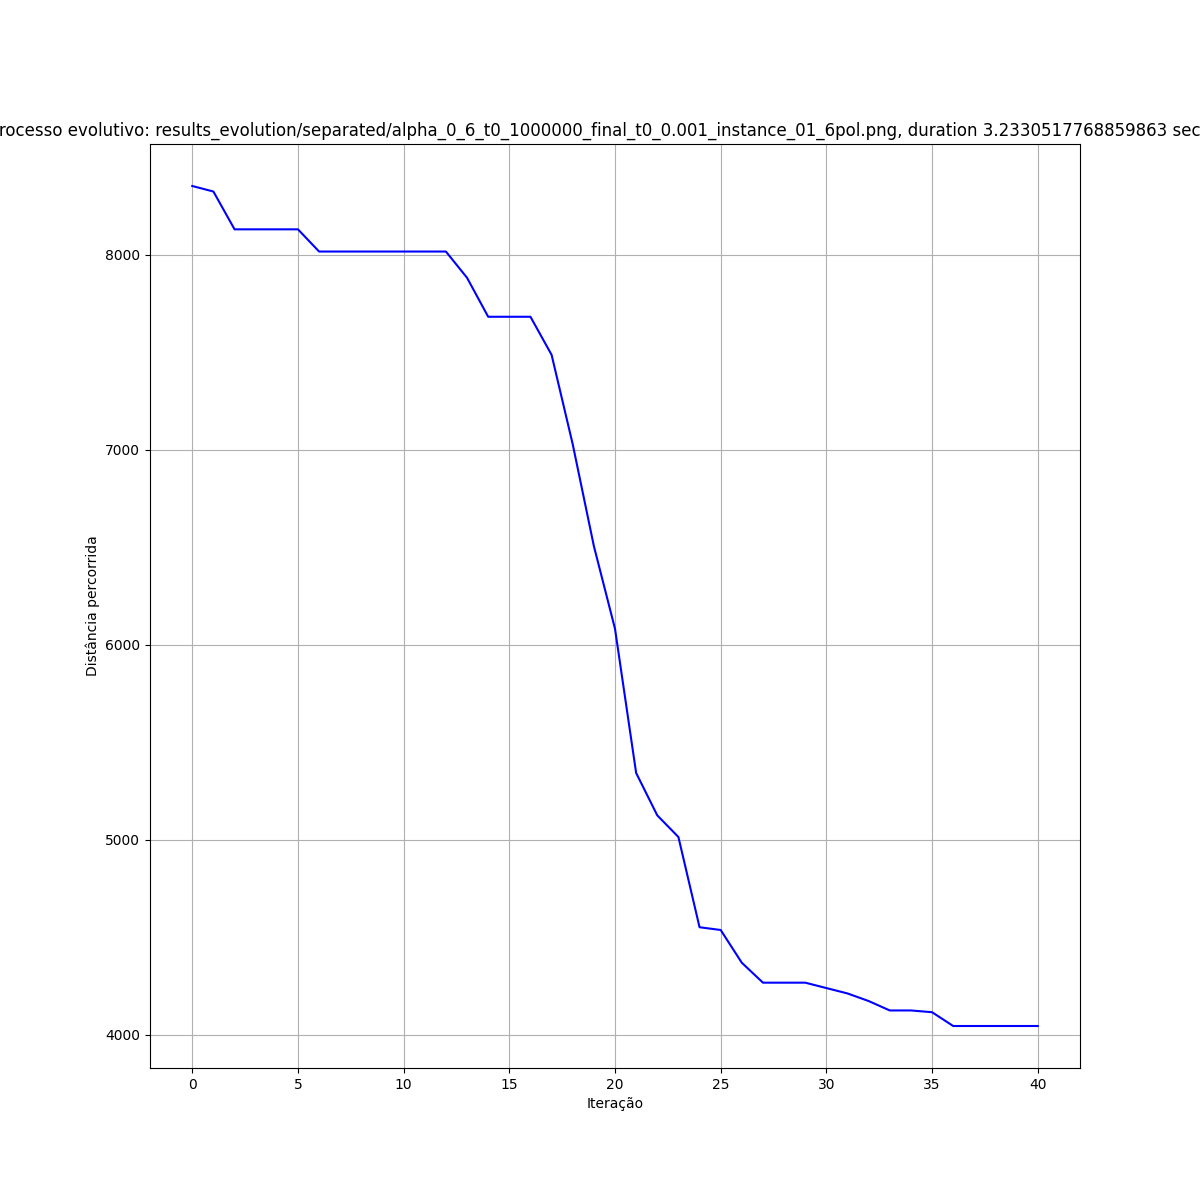 rocesso evolutivo: results_evolution/separated/alpha_0_6_t0_1000000_final_t0_0.001_instance_01_6pol.png, duration 3.2330517768859863 sec
8000
7000
6000
5000
4000
Distância percorrida
0 5 10 15 20 25 30 35 40
Iteração